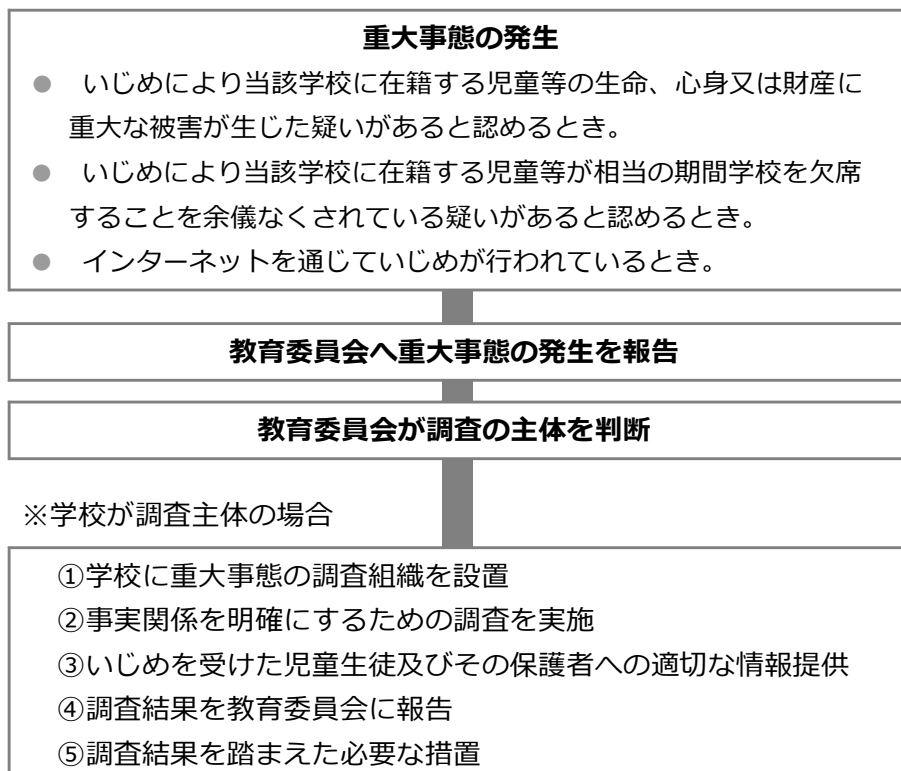 重大事態の発生
● いじめにより当該学校に在籍する児童等の生命、心身又は財産に
重大な被害が生じた疑いがあると認めるとき。
● いじめにより当該学校に在籍する児童等が相当の期間学校を欠席
することを余儀なくされている疑いがあると認めるとき。
● インターネットを通じていじめが行われているとき。
教育委員会へ重大事態の発生を報告
教育委員会が調査の主体を判断
※学校が調査主体の場合
①学校に重大事態の調査組織を設置
②事実関係を明確にするための調査を実施
③いじめを受けた児童生徒及びその保護者への適切な情報提供
④調査結果を教育委員会に報告
⑤調査結果を踏まえた必要な措置